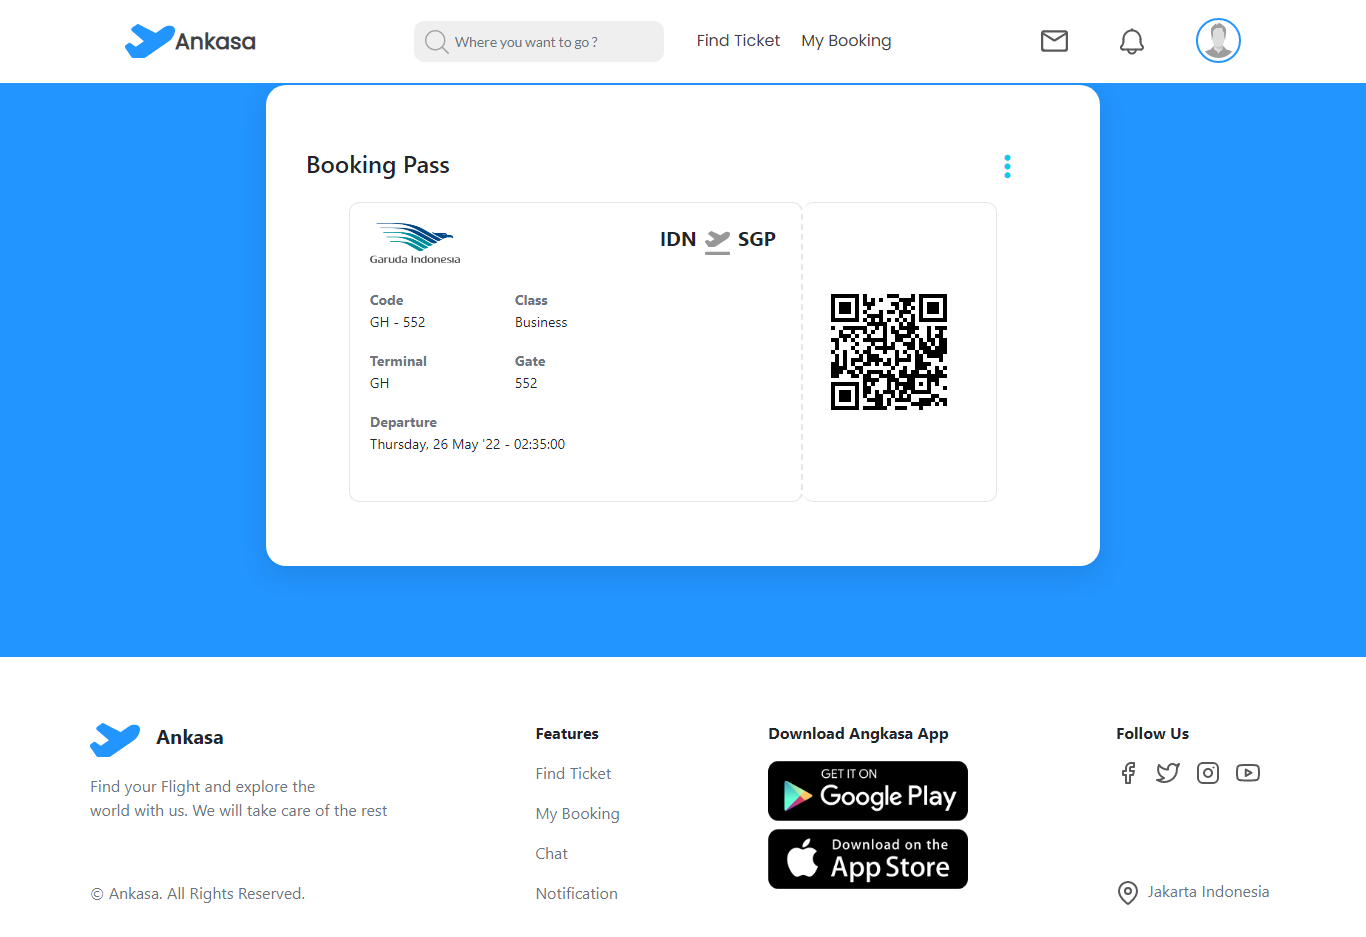 Ankasa
Where you want to go ?
Find Ticket
My Booking
Booking Pass
Garuda Indonesia
IDN SGP
Code
GH - 552
Class
Business
Terminal
GH
Gate
552
Departure
Thursday, 26 May '22 - 02:35:00
Ankasa
Find your Flight and explore the
world with us. We will take care of the rest
© Ankasa. All Rights Reserved.
Features
Find Ticket
My Booking
Chat
Notification
Download Angkasa App
GET IT ON
Google Play
Download on the
App Store
Follow Us
Jakarta Indonesia